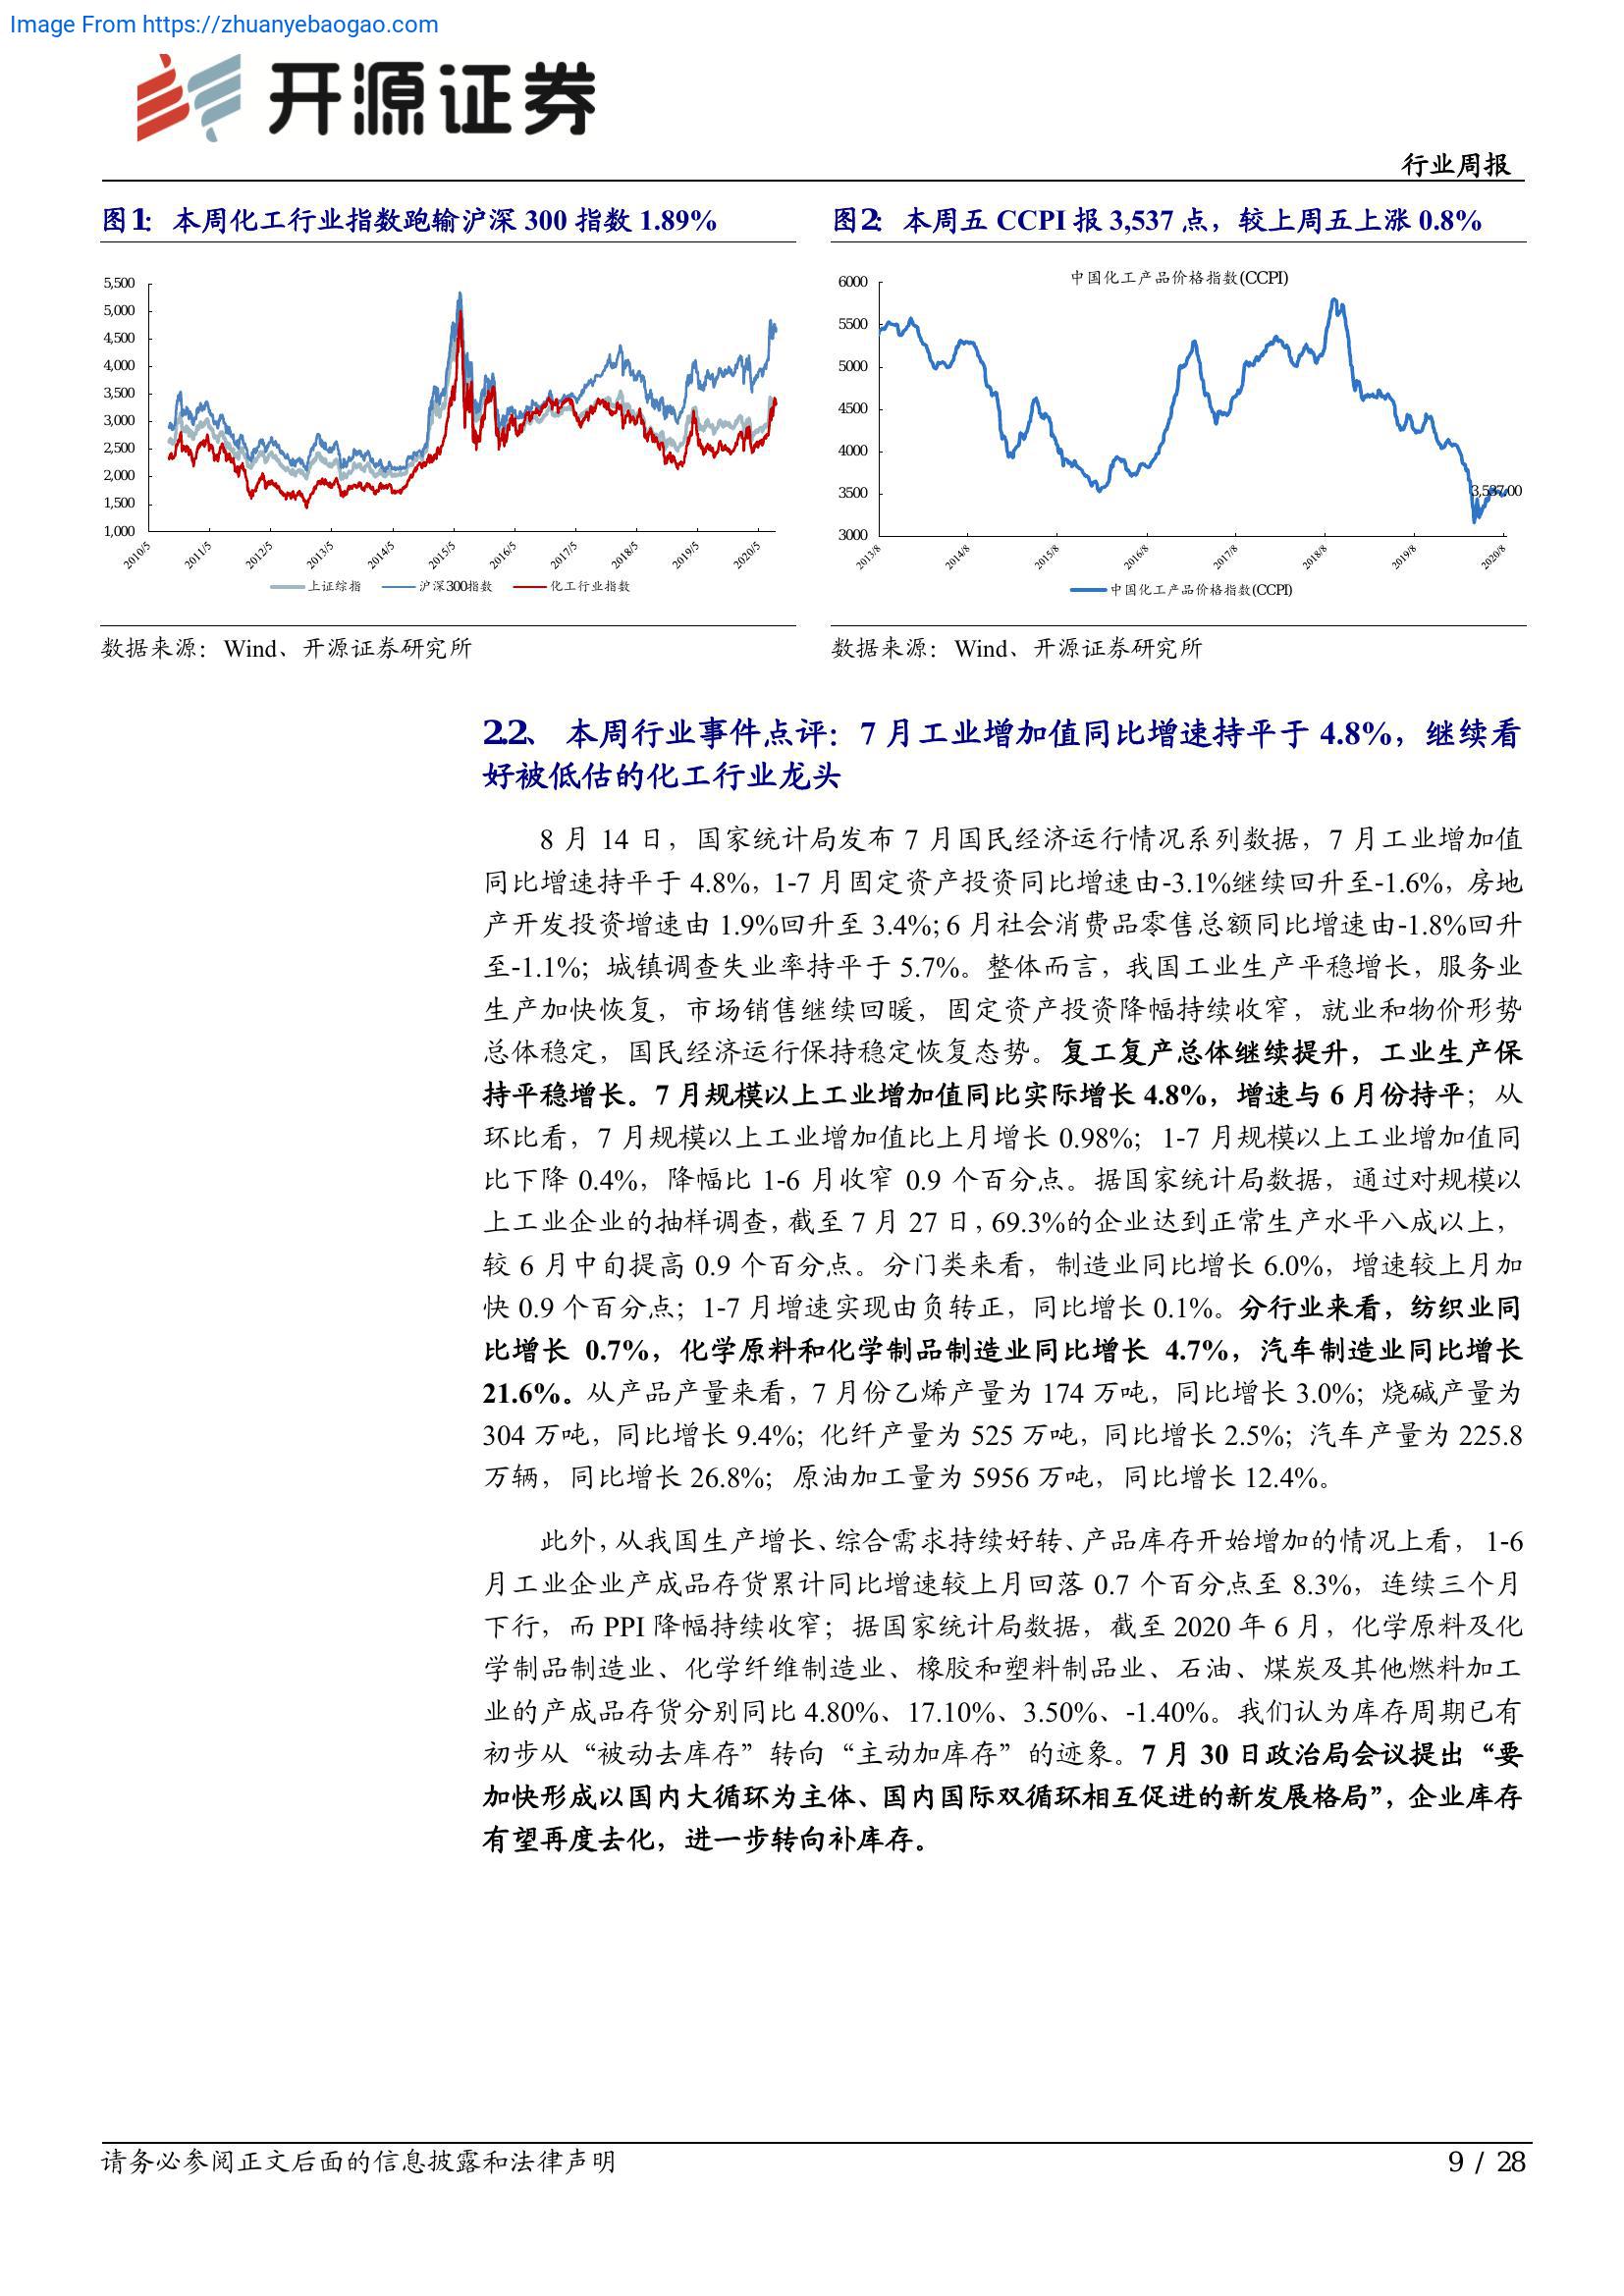 Image From https://zhuanyebaogao.com
开源证券
行业周报
图1： 本周化工行业指数跑输沪深 300 指数 1.89%
5,500
5,000
4,500
4,000
3,500
3,000
2,500
2,000
1,500
1,000
2010/5 2011/5 2012/5 2013/5 2014/5 2015/5 2016/5 2017/5 2018/5 2019/5 2020/5
上证综指 沪深300指数 化工行业指数
数据来源：Wind、开源证券研究所
图2： 本周五 CCPI 报 3,537 点，较上周五上涨 0.8%
中国化工产品价格指数(CCPI)
6000
5500
5000
4500
4000
3500
3000
3,537.00
2013/8 2014/8 2015/8 2016/8 2017/8 2018/8 2019/8 2020/8
中国化工产品价格指数(CCPI)
数据来源：Wind、开源证券研究所
2.2、 本周行业事件点评：7 月工业增加值同比增速持平于 4.8%，继续看
好被低估的化工行业龙头
8 月 14 日，国家统计局发布 7 月国民经济运行情况系列数据，7 月工业增加值
同比增速持平于 4.8%，1-7 月固定资产投资同比增速由-3.1%继续回升至-1.6%，房地
产开发投资增速由 1.9%回升至 3.4%；6 月社会消费品零售总额同比增速由-1.8%回升
至-1.1%；城镇调查失业率持平于 5.7%。整体而言，我国工业生产平稳增长，服务业
生产加快恢复，市场销售继续回暖，固定资产投资降幅持续收窄，就业和物价形势
总体稳定，国民经济运行保持稳定恢复态势。复工复产总体继续提升，工业生产保
持平稳增长。7 月规模以上工业增加值同比实际增长 4.8%，增速与 6 月份持平；从
环比看，7 月规模以上工业增加值比上月增长 0.98%；1-7 月规模以上工业增加值同
比下降 0.4%，降幅比 1-6 月收窄 0.9 个百分点。据国家统计局数据，通过对规模以
上工业企业的抽样调查，截至 7 月 27 日，69.3%的企业达到正常生产水平八成以上，
较 6 月中旬提高 0.9 个百分点。分门类来看，制造业同比增长 6.0%，增速较上月加
快 0.9 个百分点；1-7 月增速实现由负转正，同比增长 0.1%。分行业来看，纺织业同
比增长 0.7%，化学原料和化学制品制造业同比增长 4.7%，汽车制造业同比增长
21.6%。从产品产量来看，7 月份乙烯产量为 174 万吨，同比增长 3.0%；烧碱产量为
304 万吨，同比增长 9.4%；化纤产量为 525 万吨，同比增长 2.5%；汽车产量为 225.8
万辆，同比增长 26.8%；原油加工量为 5956 万吨，同比增长 12.4%。
此外，从我国生产增长、综合需求持续好转、产品库存开始增加的情况上看， 1-6
月工业企业产成品存货累计同比增速较上月回落 0.7 个百分点至 8.3%，连续三个月
下行，而 PPI 降幅持续收窄；据国家统计局数据，截至 2020 年 6 月，化学原料及化
学制品制造业、化学纤维制造业、橡胶和塑料制品业、石油、煤炭及其他燃料加工
业的产成品存货分别同比 4.80%、17.10%、3.50%、-1.40%。我们认为库存周期已有
初步从“被动去库存”转向“主动加库存”的迹象。7 月 30 日政治局会议提出“要
加快形成以国内大循环为主体、国内国际双循环相互促进的新发展格局”，企业库存
有望再度去化，进一步转向补库存。
请务必参阅正文后面的信息披露和法律声明
9 / 28